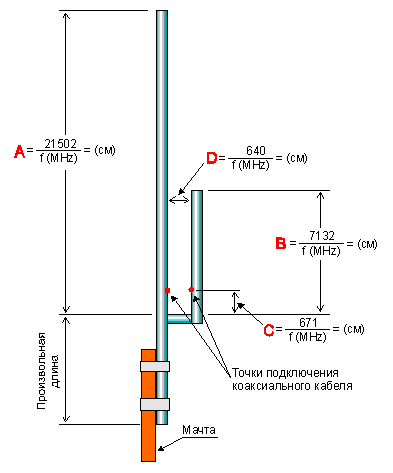 A = 21502 / f (MHz) = (см)
D = 640 / f (MHz) = (см)
B = 7132 / f (MHz) = (см)
C = 671 / f (MHz) = (см)
Произвольная
длина
Точки подключения
коаксиального кабеля
Мачта